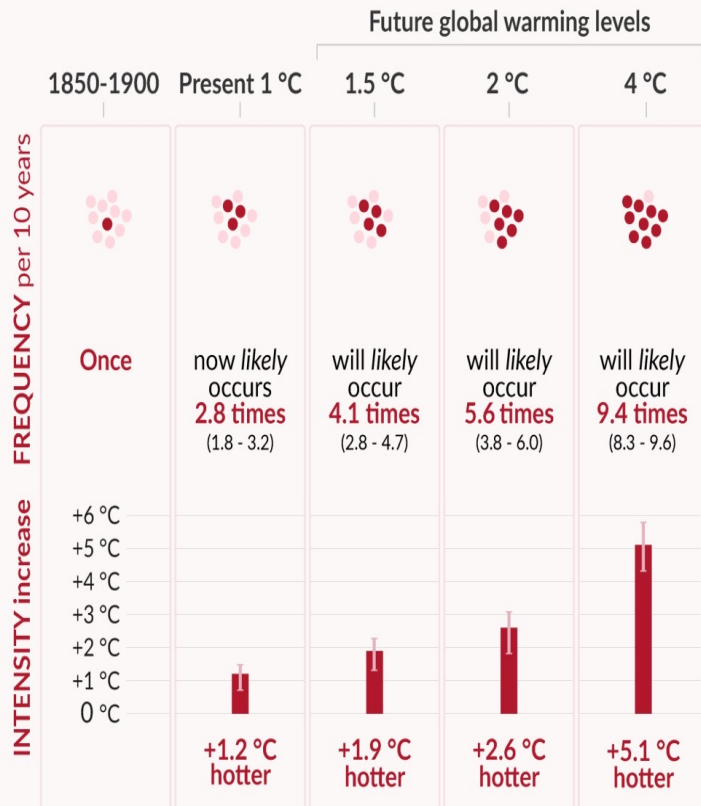 Future global warming levels
1850-1900
Present 1 °C
1.5 °C
2 °C
4 °C
FREQUENCY per 10 years
Once
now likely
occurs
2.8 times
(1.8 - 3.2)
will likely
occur
4.1 times
(2.8 - 4.7)
will likely
occur
5.6 times
(3.8 - 6.0)
will likely
occur
9.4 times
(8.3 - 9.6)
INTENSITY increase
+6 °C
+5 °C
+4 °C
+3 °C
+2 °C
+1 °C
0 °C
+1.2 °C
hotter
+1.9 °C
hotter
+2.6 °C
hotter
+5.1 °C
hotter